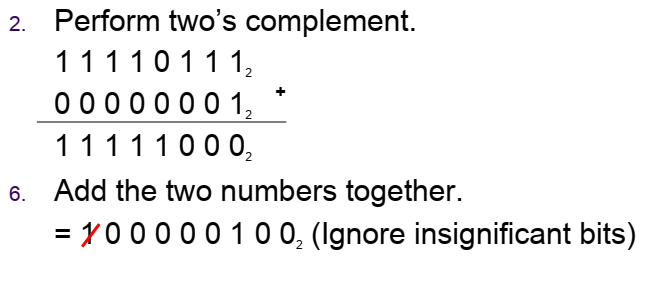 2. Perform two’s complement.
1 1 1 1 0 1 1 1₂
0 0 0 0 0 0 0 1₂ +
1 1 1 1 1 0 0 0₂
6. Add the two numbers together.
= 1 0 0 0 0 0 1 0 0₂ (Ignore insignificant bits)